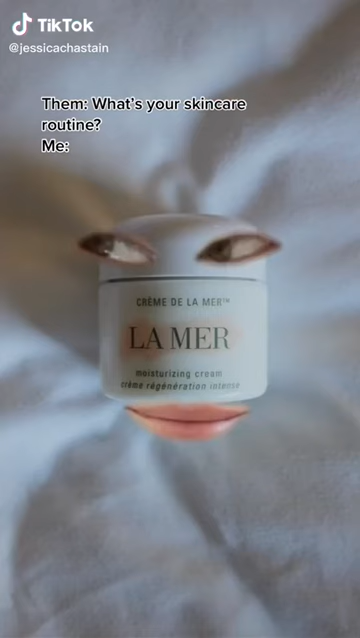 TikTok
@jessicachastain
Them: What's your skincare
routine?
Me:
CRÈME DE LA MER™
LA MER
moisturizing cream
crème régénération intense